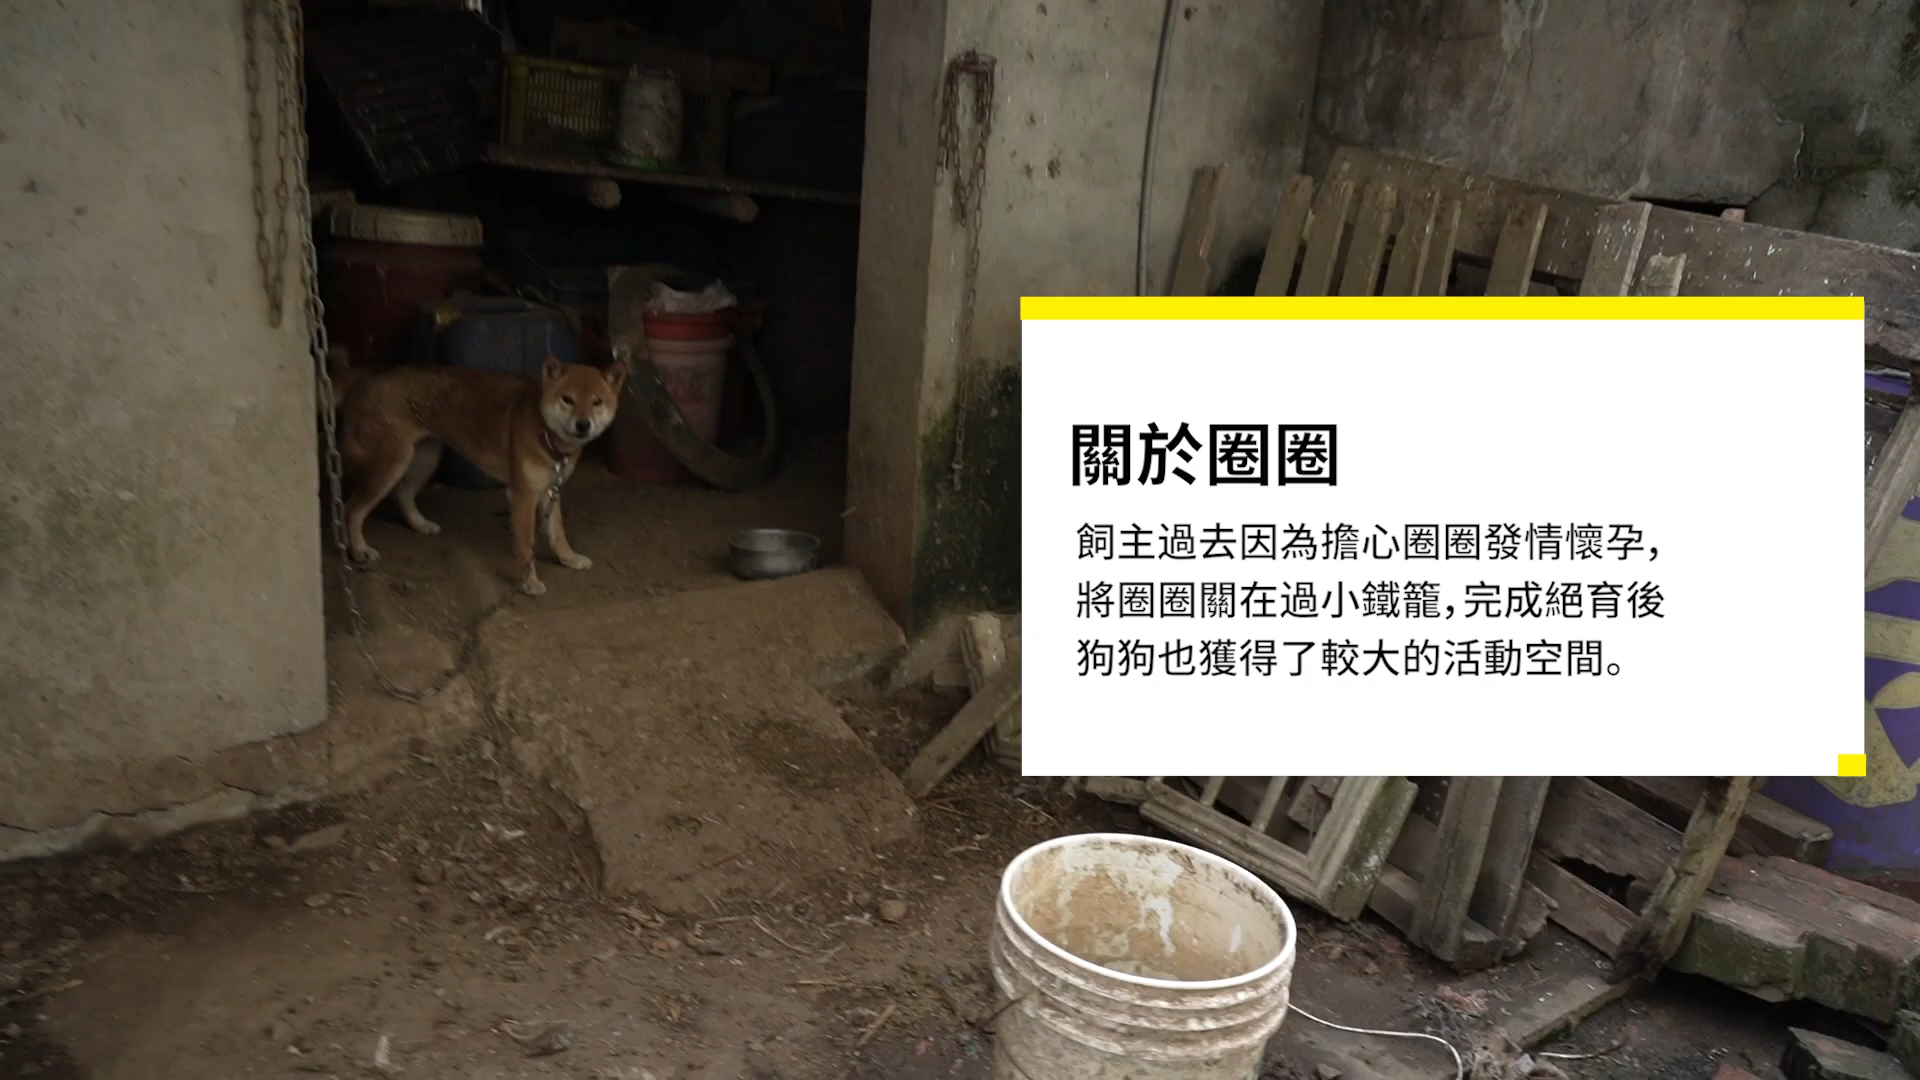 關於圈圈
飼主過去因為擔心圈圈發情懷孕，
將圈圈關在過小鐵籠，完成絕育後
狗狗也獲得了較大的活動空間。